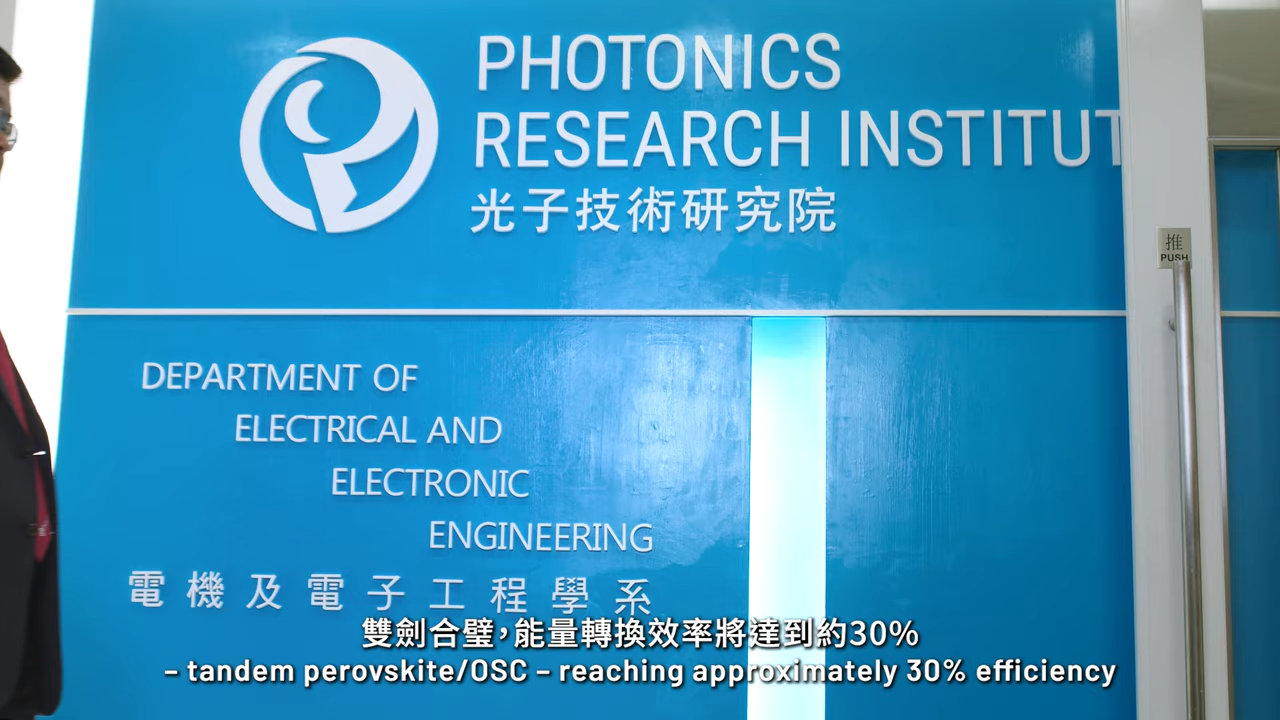 PHOTONICS
RESEARCH INSTITUT
光子技術研究院
推
PUSH
DEPARTMENT OF
ELECTRICAL AND
ELECTRONIC
ENGINEERING
電機及電子工程學系
雙劍合璧，能量轉換效率將達到約30%
– tandem perovskite/OSC – reaching approximately 30% efficiency